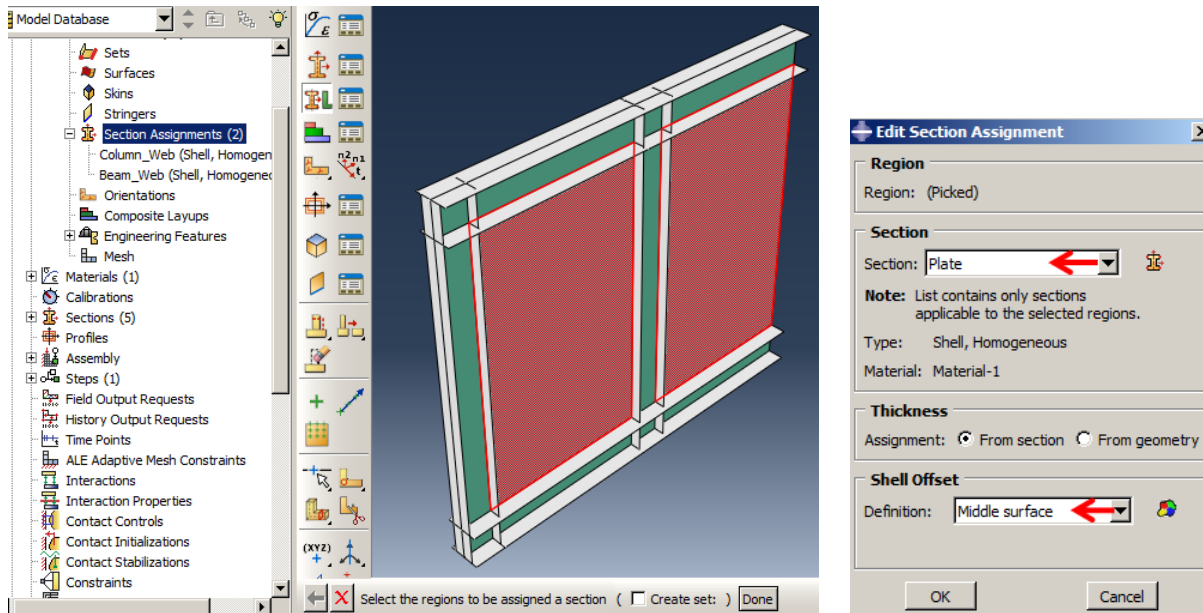 Model Database
Sets
Surfaces
Skins
Stringers
Section Assignments (2)
Column_Web (Shell, Homogen
Beam_Web (Shell, Homogene
Orientations
Composite Layups
Engineering Features
Mesh
Materials (1)
Calibrations
Sections (5)
Profiles
Assembly
Steps (1)
Field Output Requests
History Output Requests
Time Points
ALE Adaptive Mesh Constraints
Interactions
Interaction Properties
Contact Controls
Contact Initializations
Contact Stabilizations
Constraints
σ
ε
n2 n1
t
(XYZ)
Select the regions to be assigned a section ( Create set: ) Done
Edit Section Assignment
Region
Region: (Picked)
Section
Section: Plate
Note: List contains only sections
applicable to the selected regions.
Type: Shell, Homogeneous
Material: Material-1
Thickness
Assignment: From section From geometry
Shell Offset
Definition: Middle surface
OK Cancel